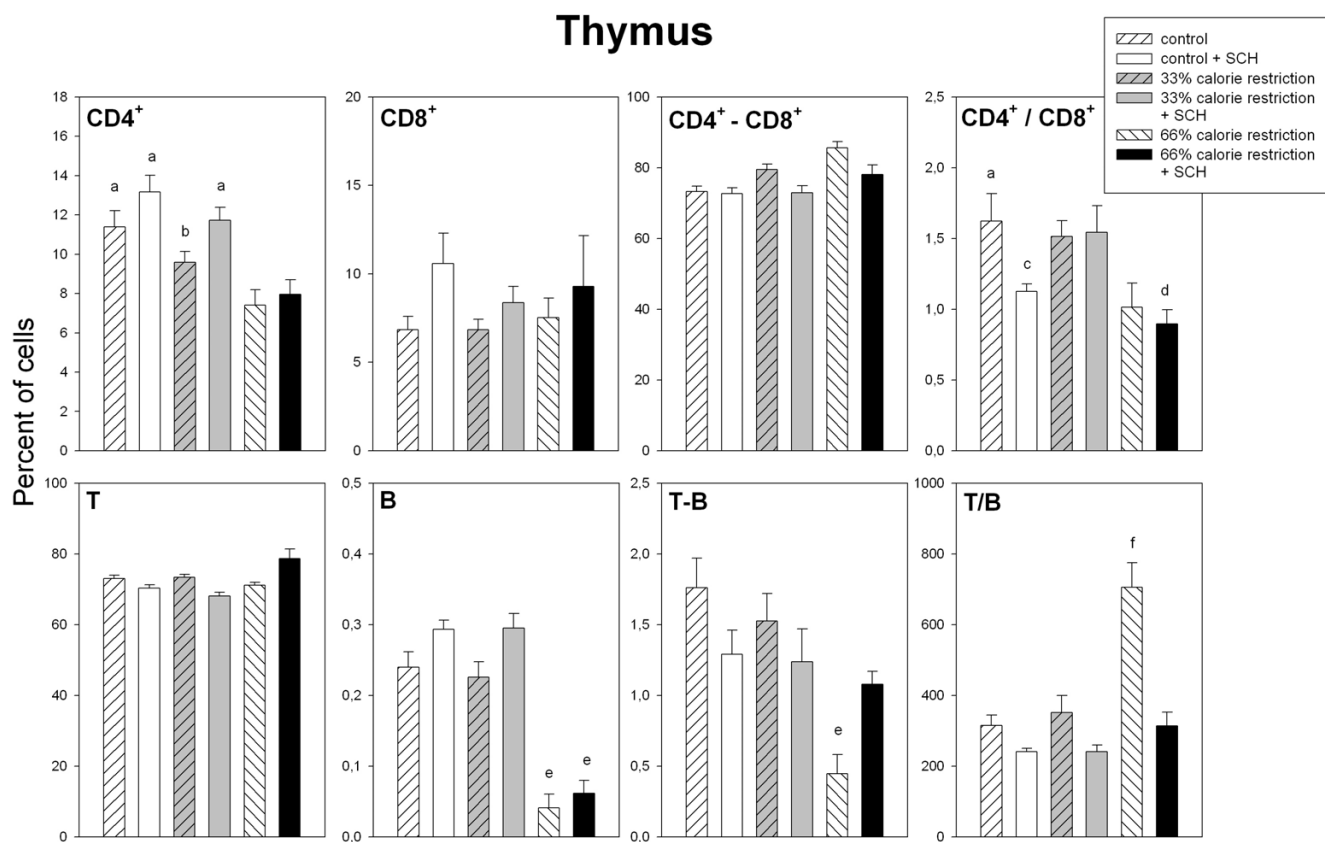 Thymus
control
control + SCH
33% calorie restriction
33% calorie restriction
+ SCH
66% calorie restriction
66% calorie restriction
+ SCH
Percent of cells
CD4+
18
16
14
12
10
8
6
4
2
0
a
a
b
a
CD8+
20
15
10
5
0
CD4+ - CD8+
100
80
60
40
20
0
CD4+ / CD8+
2,5
2,0
1,5
1,0
0,5
0,0
a
c
d
T
100
80
60
40
20
0
B
0,5
0,4
0,3
0,2
0,1
0,0
e
e
T-B
2,5
2,0
1,5
1,0
0,5
0,0
e
T/B
1000
800
600
400
200
0
f